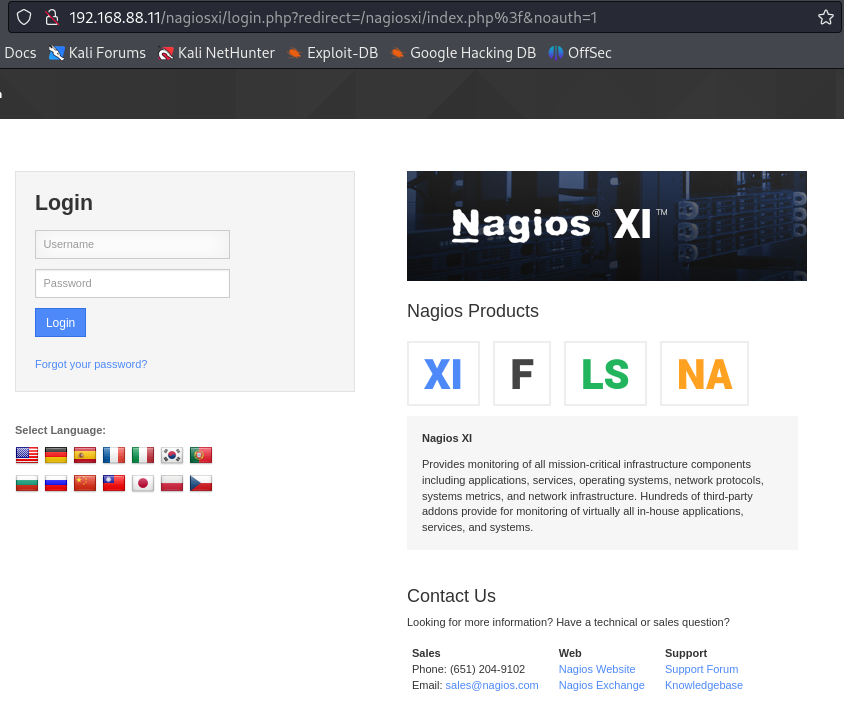 192.168.88.11/nagiosxi/login.php?redirect=/nagiosxi/index.php%3f&noauth=1
Docs Kali Forums Kali NetHunter Exploit-DB Google Hacking DB OffSec
Login
Username
Password
Login
Forgot your password?
Select Language:
Nagios® XI™
Nagios Products
XI F LS NA
Nagios XI
Provides monitoring of all mission-critical infrastructure components
including applications, services, operating systems, network protocols,
systems metrics, and network infrastructure. Hundreds of third-party
addons provide for monitoring of virtually all in-house applications,
services, and systems.
Contact Us
Looking for more information? Have a technical or sales question?
Sales Web Support
Phone: (651) 204-9102 Nagios Website Support Forum
Email: sales@nagios.com Nagios Exchange Knowledgebase